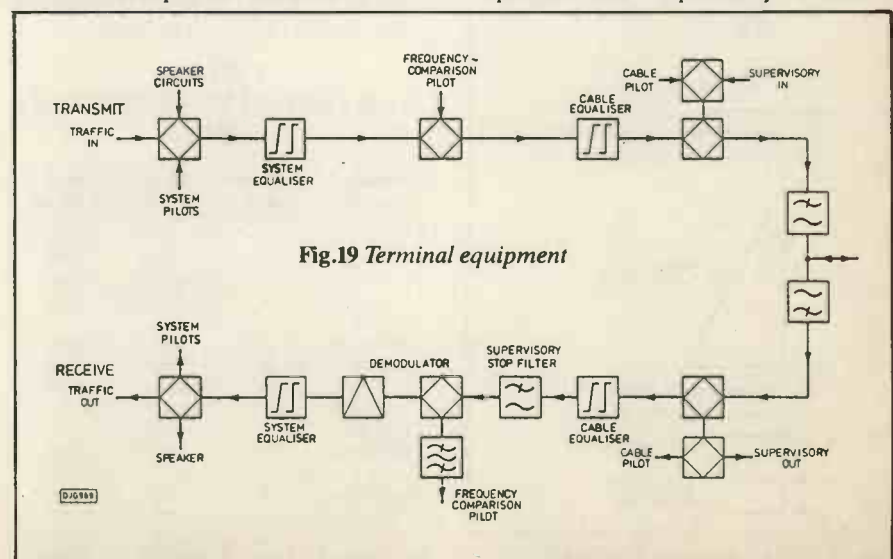 SPEAKER
CIRCUITS
FREQUENCY-
COMPARISON
PILOT
CABLE
PILOT
SUPERVISORY
IN
TRANSMIT
TRAFFIC
IN
CABLE
EQUALISER
SYSTEM
EQUALISER
SYSTEM
PILOTS
Fig.19 Terminal equipment
SYSTEM
PILOTS
RECEIVE
TRAFFIC
OUT
DEMODULATOR
SUPERVISORY
STOP FILTER
SYSTEM
EQUALISER
CABLE
EQUALISER
SPEAKER
CABLE
PILOT
SUPERVISORY
OUT
FREQUENCY
COMPARISON
PILOT
DJG989